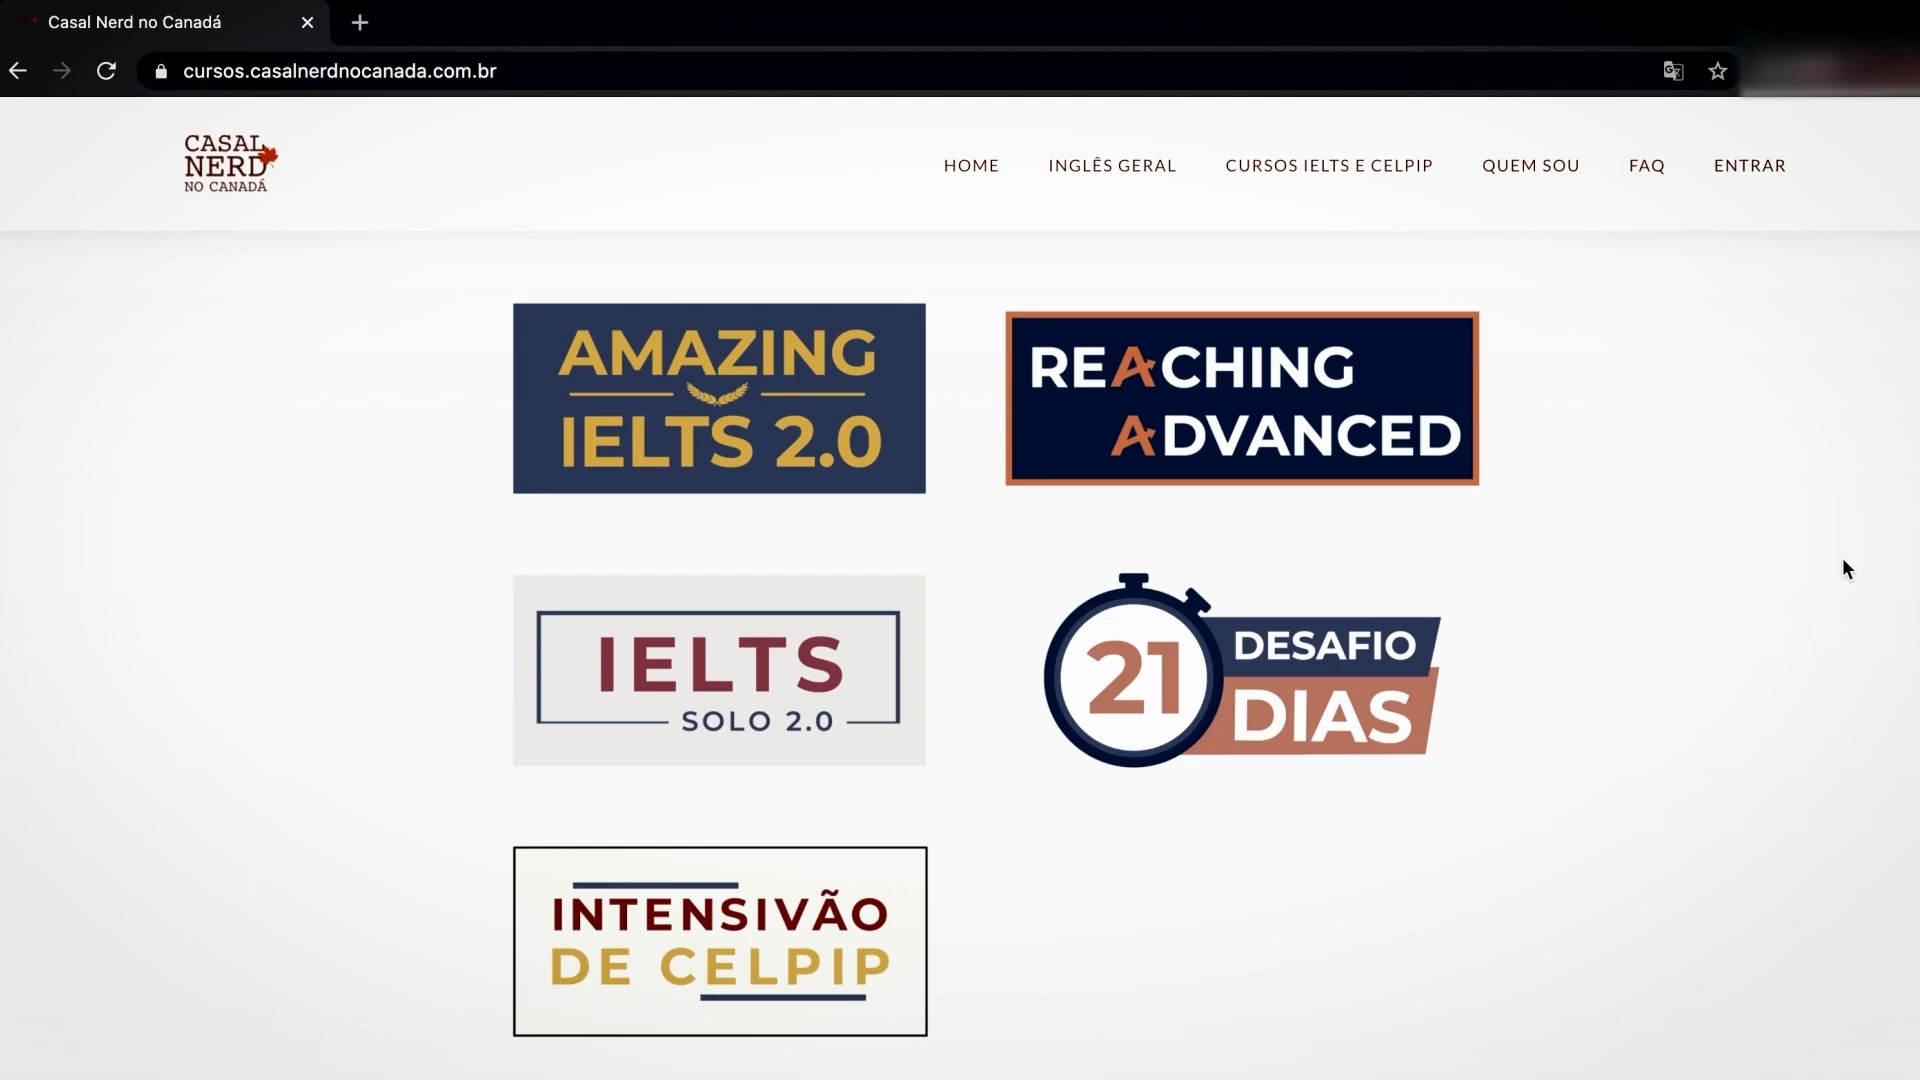 Casal Nerd no Canadá
cursos.casalnerdnocanada.com.br
CASAL
NERD
NO CANADÁ
HOME
INGLÊS GERAL
CURSOS IELTS E CELPIP
QUEM SOU
FAQ
ENTRAR
AMAZING
IELTS 2.0
REACHING
ADVANCED
IELTS
SOLO 2.0
21
DESAFIO
DIAS
INTENSIVÃO
DE CELPIP